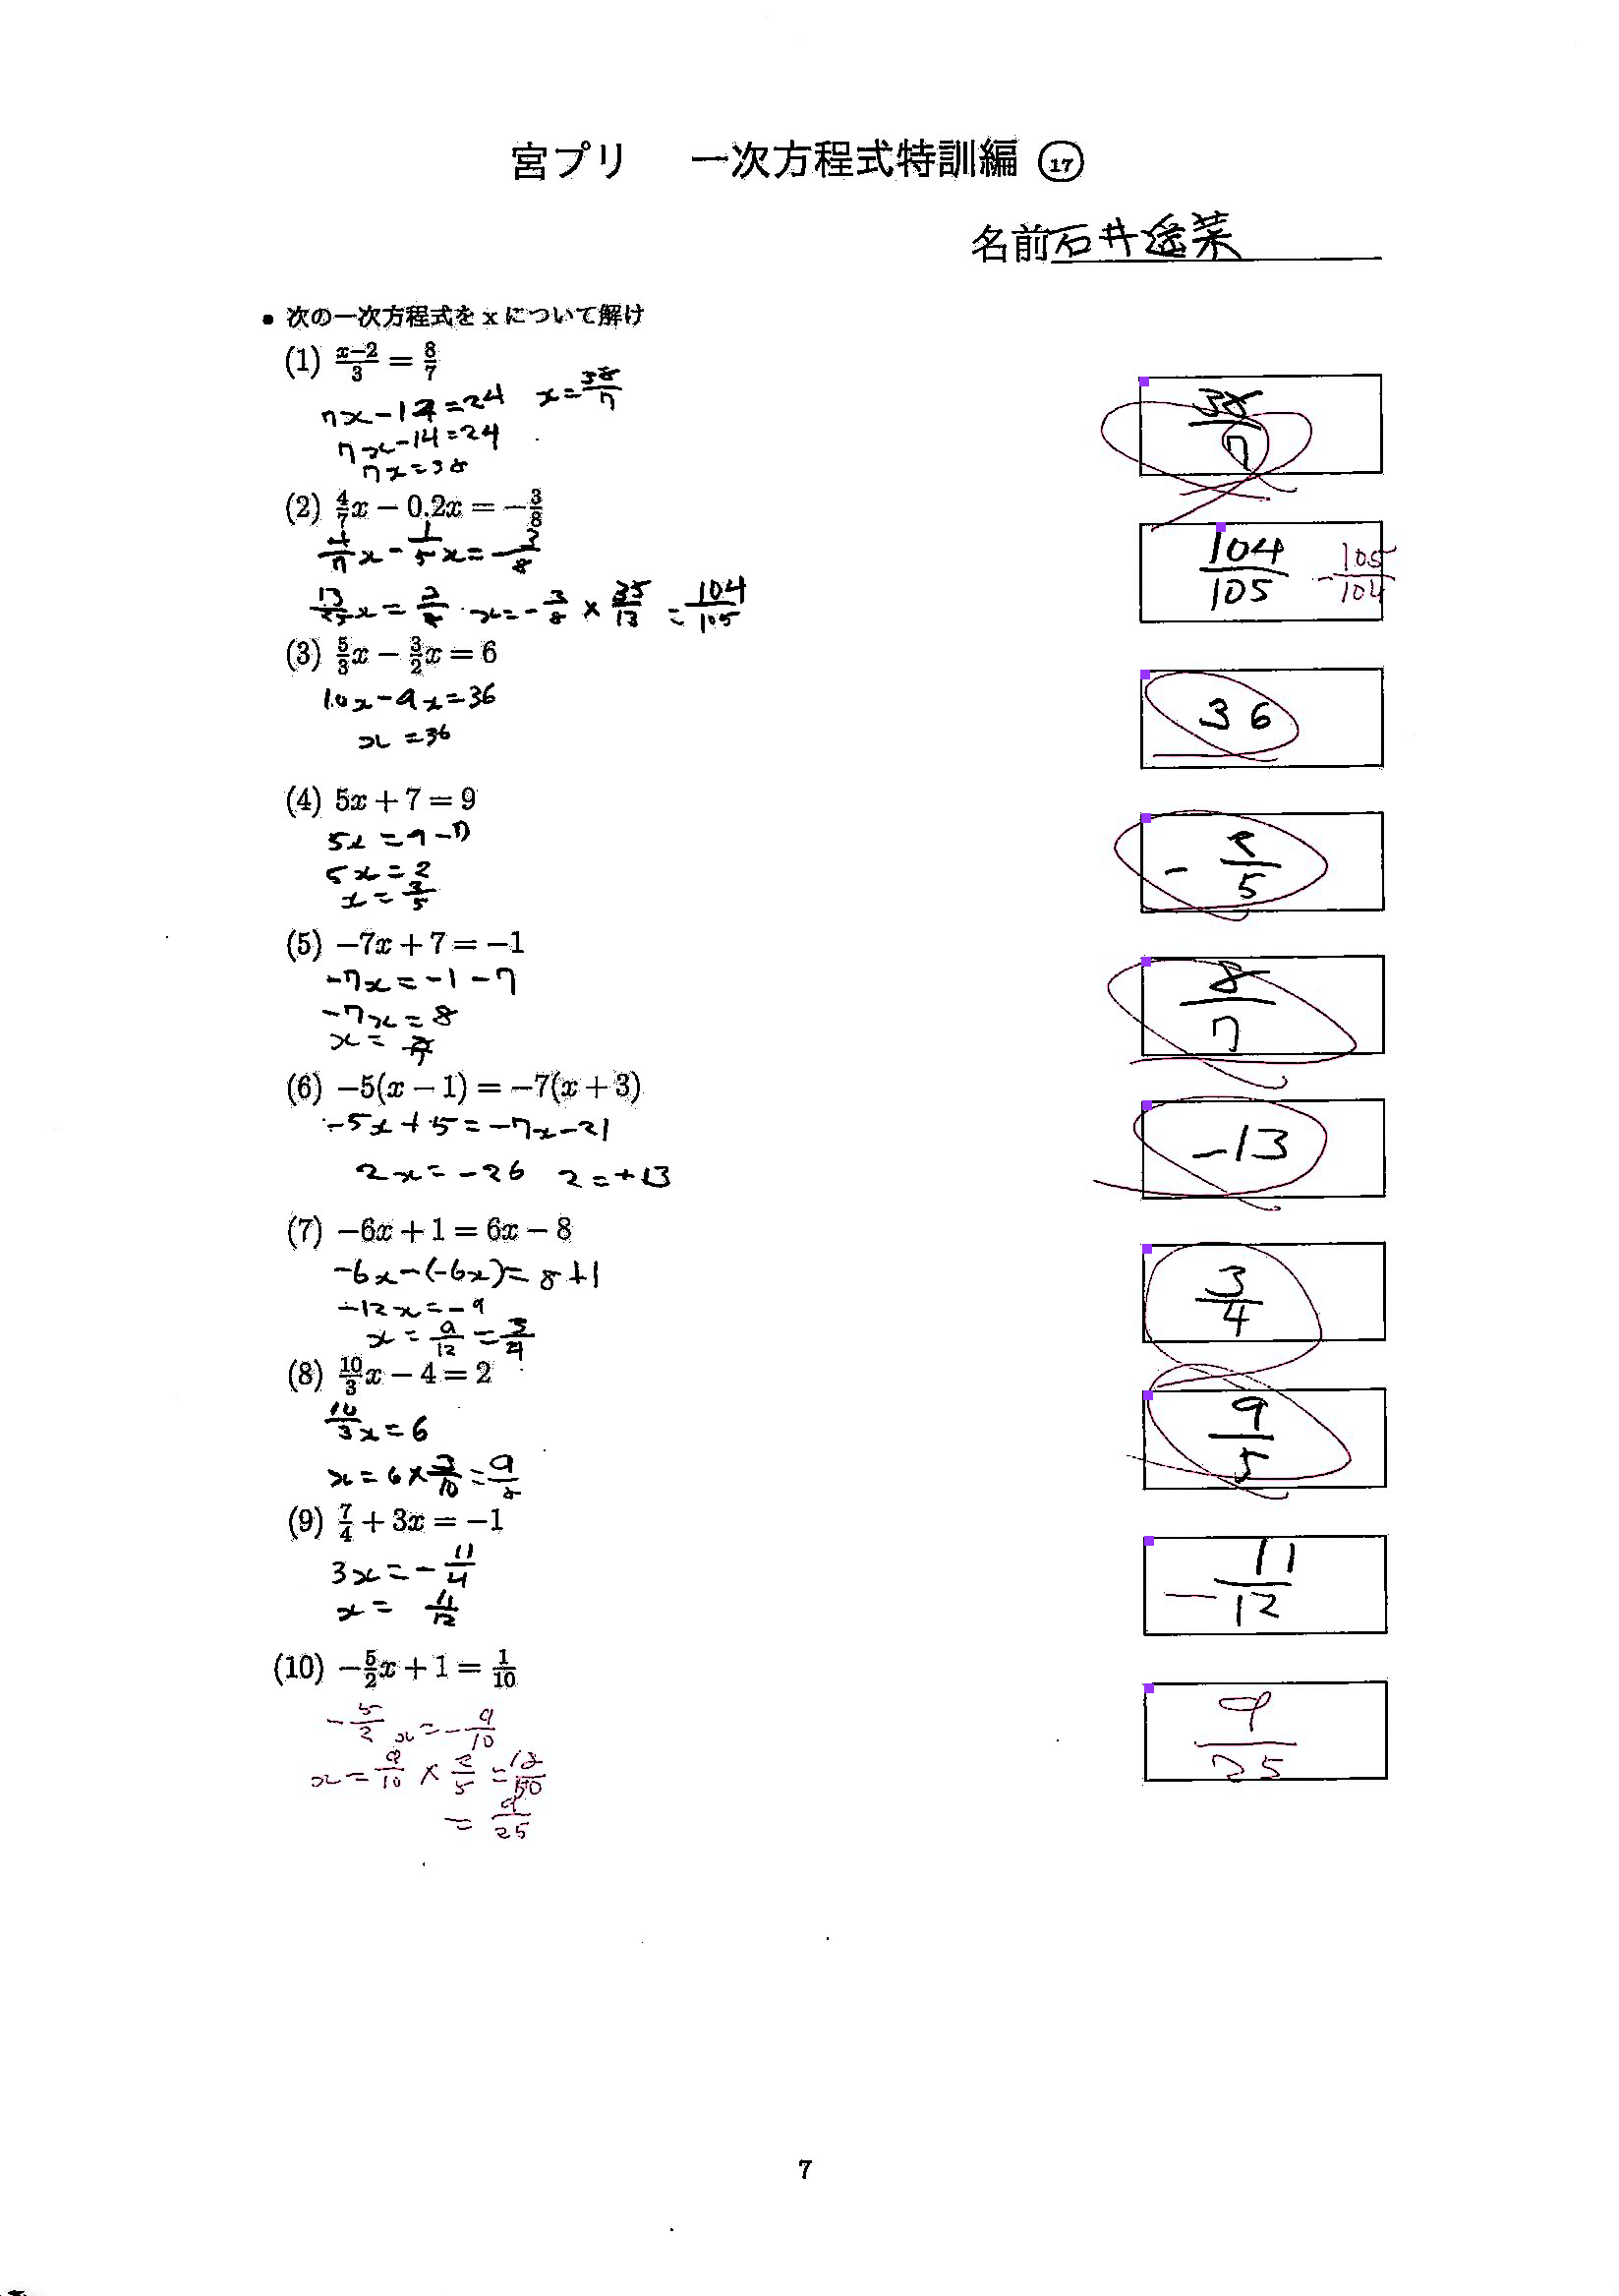 宮プリ 一次方程式特訓編 ⑰
名前 石井遥菜
• 次の一次方程式を x について解け
(1) \frac{x-2}{3} = \frac{8}{7}
7x-14=24 x=\frac{38}{7}
7x-14=24
7x=38
\frac{38}{7}
(2) \frac{4}{7}x - 0.2x = -\frac{3}{8}
\frac{4}{7}x - \frac{1}{5}x = -\frac{3}{8}
\frac{13}{35}x = \frac{3}{8} x=-\frac{3}{8} × \frac{35}{13} = \frac{104}{105}
\frac{104}{105} -\frac{105}{104}
(3) \frac{5}{3}x - \frac{3}{2}x = 6
10x-9x=36
x=36
36
(4) 5x + 7 = 9
5x=9-7
5x=2
x=\frac{2}{5}
-\frac{2}{5}
(5) -7x + 7 = -1
-7x=-1-7
-7x=8
x=\frac{8}{7}
\frac{8}{7}
(6) -5(x - 1) = -7(x + 3)
-5x+5=-7x-21
2x=-26 2=+13
-13
(7) -6x + 1 = 6x - 8
-6x-(-6x)=8+1
-12x=-9
x=\frac{9}{12}=\frac{3}{4}
\frac{3}{4}
(8) \frac{10}{3}x - 4 = 2
\frac{10}{3}x=6
x=6×\frac{3}{10}=\frac{9}{5}
\frac{9}{5}
(9) \frac{7}{4} + 3x = -1
3x=-\frac{11}{4}
x= \frac{11}{12}
-\frac{11}{12}
(10) -\frac{5}{2}x + 1 = \frac{1}{10}
-\frac{5}{2}x=-\frac{9}{10}
x=\frac{9}{10} × \frac{2}{5} = \frac{18}{50}
=\frac{9}{25}
\frac{9}{25}
7